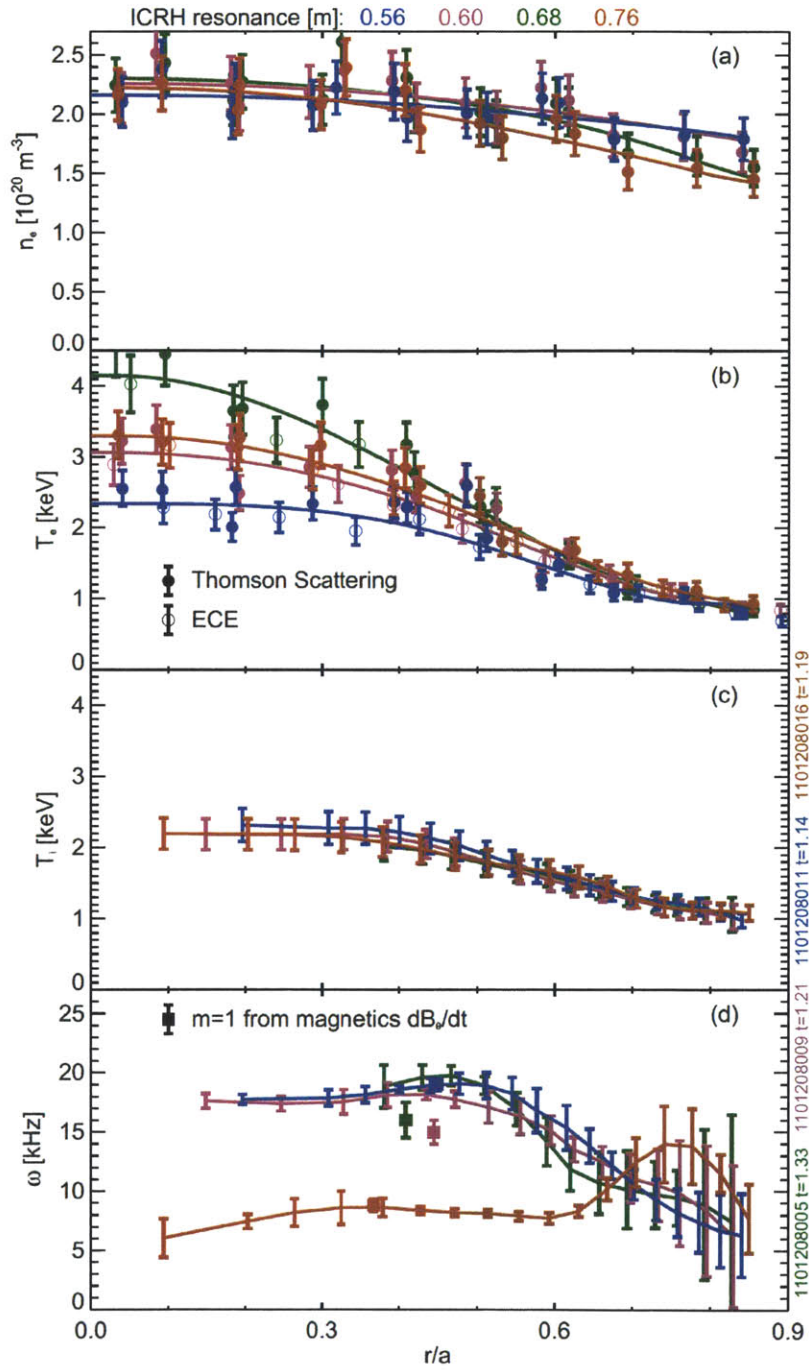 ICRH resonance [m]: 0.56 0.60 0.68 0.76
(a)
2.5
2.0
1.5
1.0
0.5
0.0
nₑ [10²⁰ m⁻³]
(b)
4
3
2
1
0
Tₑ [keV]
Thomson Scattering
ECE
(c)
4
3
2
1
0
Tᵢ [keV]
(d)
m=1 from magnetics dBθ/dt
25
20
15
10
5
0
ω [kHz]
0.0 0.3 0.6 0.9
r/a
1101208005 t=1.33 1101208009 t=1.21 1101208011 t=1.14 1101208016 t=1.19